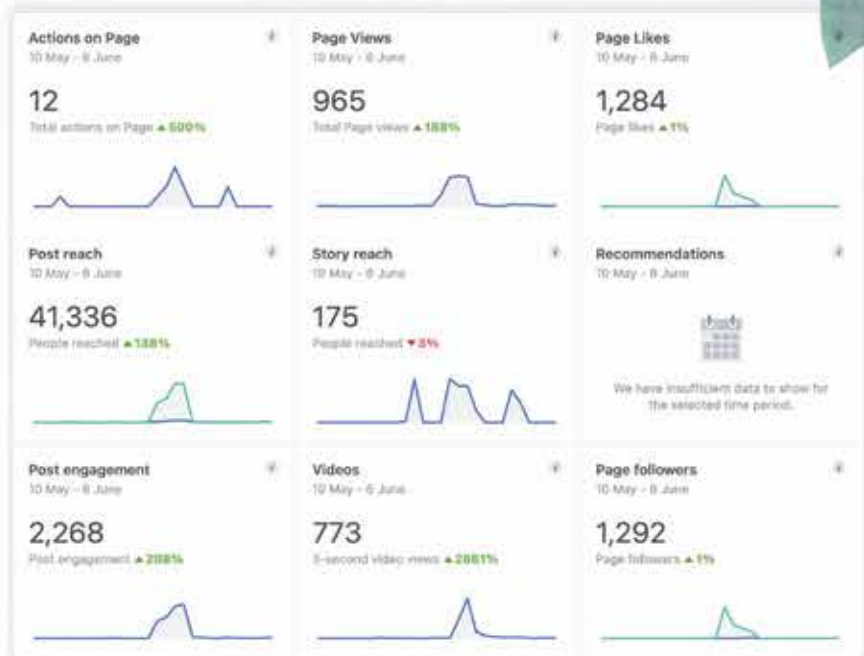 Actions on Page
10 May - 6 June
12
Total actions on Page ▲500%
Page Views
10 May - 6 June
965
Total Page views ▲188%
Page Likes
10 May - 6 June
1,284
Page likes ▲1%
Post reach
10 May - 6 June
41,336
People reached ▲
Story reach
10 May - 6 June
175
People reached ▼
Recommendations
10 May - 6 June
We have insufficient data to show for
the selected time period.
Post engagement
10 May - 6 June
2,268
Post engagement ▲
Videos
10 May - 6 June
773
3-second video views ▲2661%
Page followers
10 May - 6 June
1,292
Page followers ▲1%